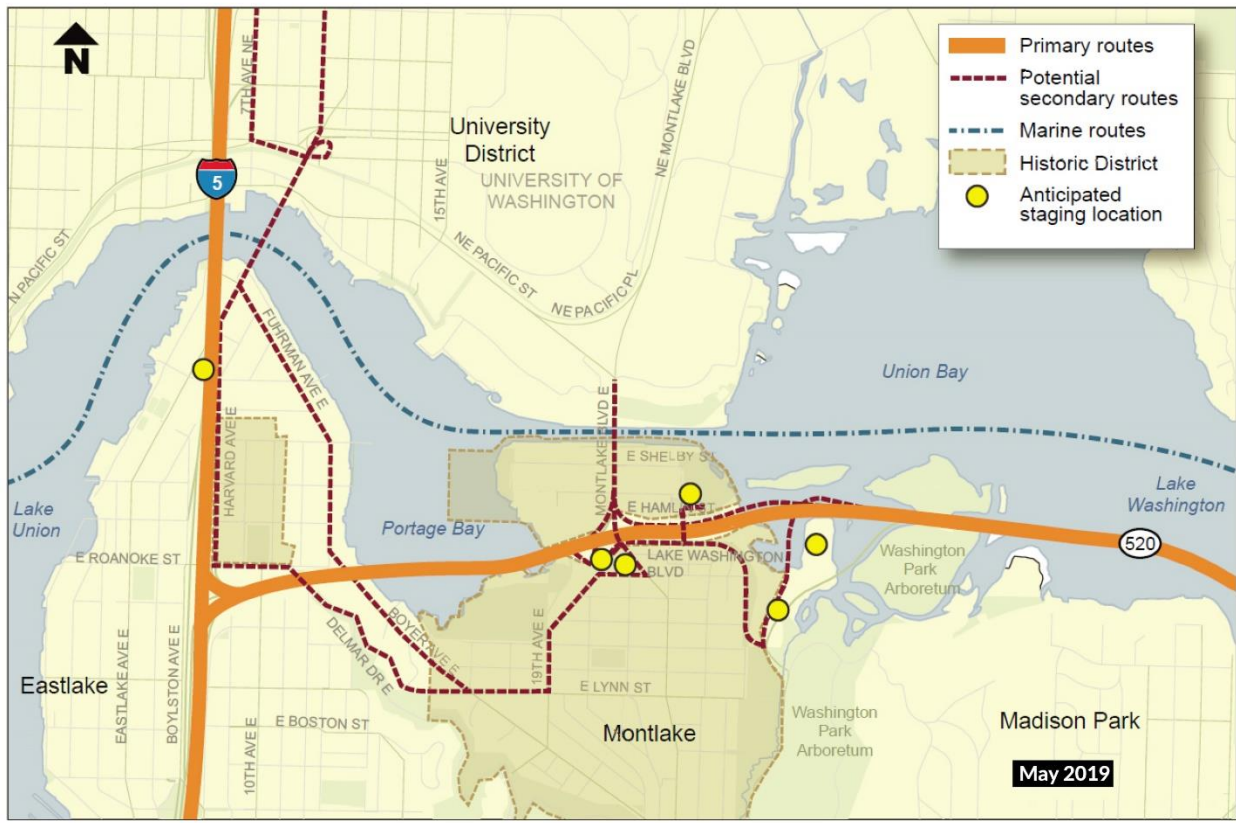 N
7TH AVE NE
5
University
District
UNIVERSITY OF
WASHINGTON
15TH AVE
NE MONTLAKE BLVD
N PACIFIC ST
NE PACIFIC ST
NE PACIFIC PL
Primary routes
Potential
secondary routes
Marine routes
Historic District
Anticipated
staging location
FUHRMAN AVE E
HARVARD AVE E
MONTLAKE BLVD E
Union Bay
E SHELBY ST
E HAMLIN ST
Lake
Union
Portage Bay
Lake
Washington
E ROANOKE ST
LAKE WASHINGTON
BLVD
520
Washington
Park
Arboretum
DELMAR DR E
BOYER AVE E
19TH AVE E
Eastlake
EASTLAKE AVE E
BOYLSTON AVE E
10TH AVE E
E LYNN ST
E BOSTON ST
Montlake
Washington
Park
Arboretum
Madison Park
May 2019